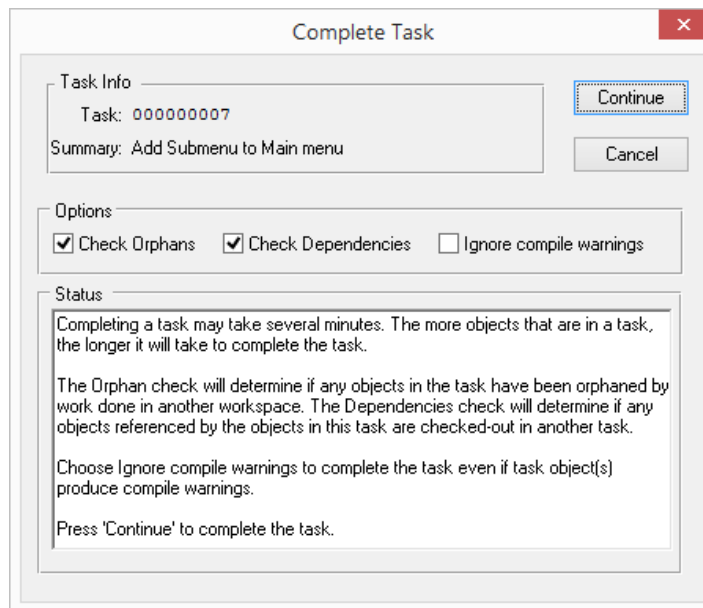 Complete Task
Task Info
Task: 000000007
Summary: Add Submenu to Main menu
Continue
Cancel
Options
Check Orphans Check Dependencies Ignore compile warnings
Status
Completing a task may take several minutes. The more objects that are in a task,
the longer it will take to complete the task.
The Orphan check will determine if any objects in the task have been orphaned by
work done in another workspace. The Dependencies check will determine if any
objects referenced by the objects in this task are checked-out in another task.
Choose Ignore compile warnings to complete the task even if task object(s)
produce compile warnings.
Press 'Continue' to complete the task.